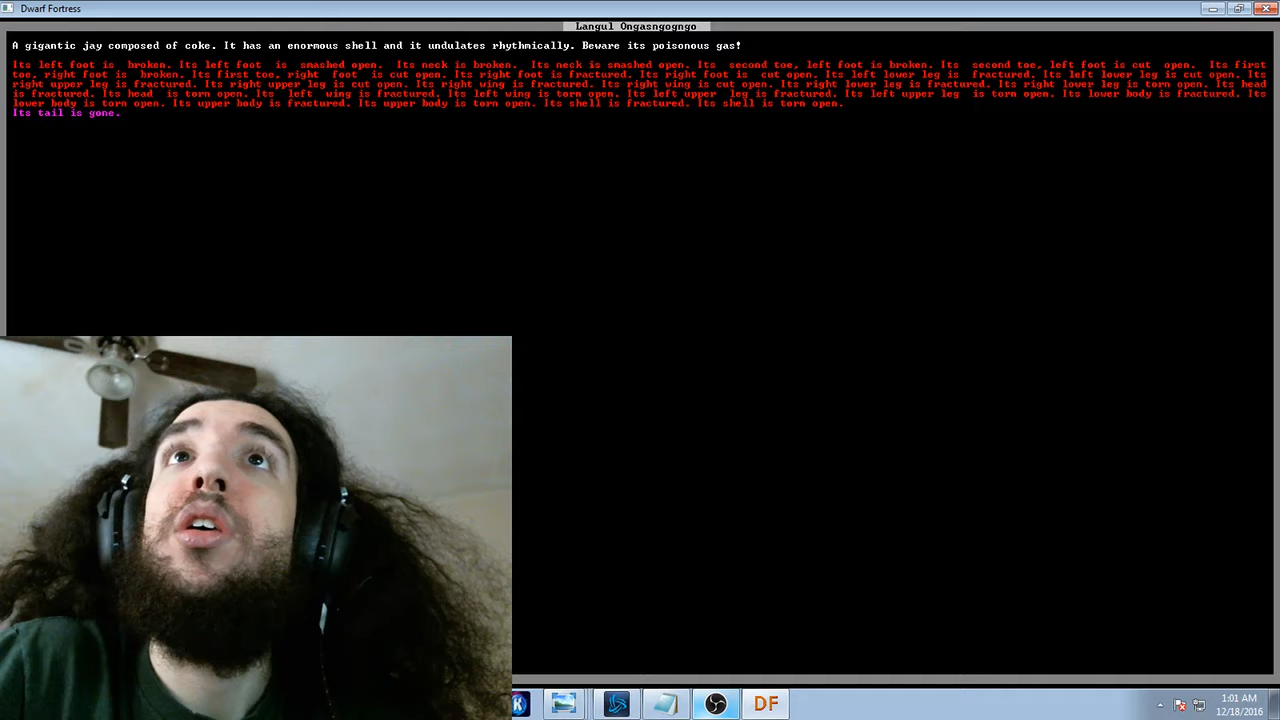 Dwarf Fortress
Langul Ongasngogngo
A gigantic jay composed of coke. It has an enormous shell and it undulates rhythmically. Beware its poisonous gas!
Its left foot is broken. Its left foot is smashed open. Its neck is broken. Its neck is smashed open. Its second toe, left foot is broken. Its second toe, left foot is cut open. Its first
toe, right foot is broken. Its first toe, right foot is cut open. Its right foot is fractured. Its right foot is cut open. Its left lower leg is fractured. Its left lower leg is cut open. Its
right upper leg is fractured. Its right upper leg is cut open. Its right wing is fractured. Its right wing is cut open. Its right lower leg is fractured. Its right lower leg is torn open. Its head
is fractured. Its head is torn open. Its left wing is fractured. Its left wing is torn open. Its left upper leg is fractured. Its left upper leg is torn open. Its lower body is fractured. Its
lower body is torn open. Its upper body is fractured. Its upper body is torn open. Its shell is fractured. Its shell is torn open.
Its tail is gone.
K
DF
1:01 AM
12/18/2016